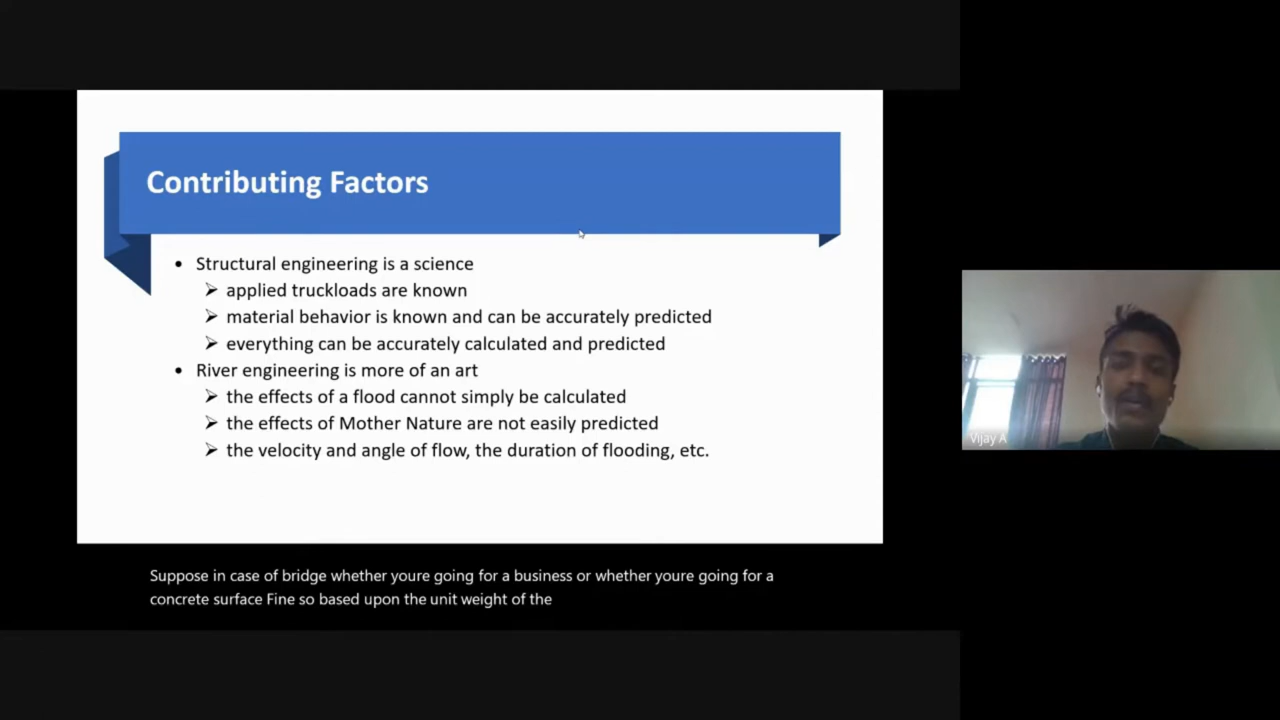 Contributing Factors
• Structural engineering is a science
➢ applied truckloads are known
➢ material behavior is known and can be accurately predicted
➢ everything can be accurately calculated and predicted
• River engineering is more of an art
➢ the effects of a flood cannot simply be calculated
➢ the effects of Mother Nature are not easily predicted
➢ the velocity and angle of flow, the duration of flooding, etc.
Vijay A
Suppose in case of bridge whether youre going for a business or whether youre going for a
concrete surface Fine so based upon the unit weight of the